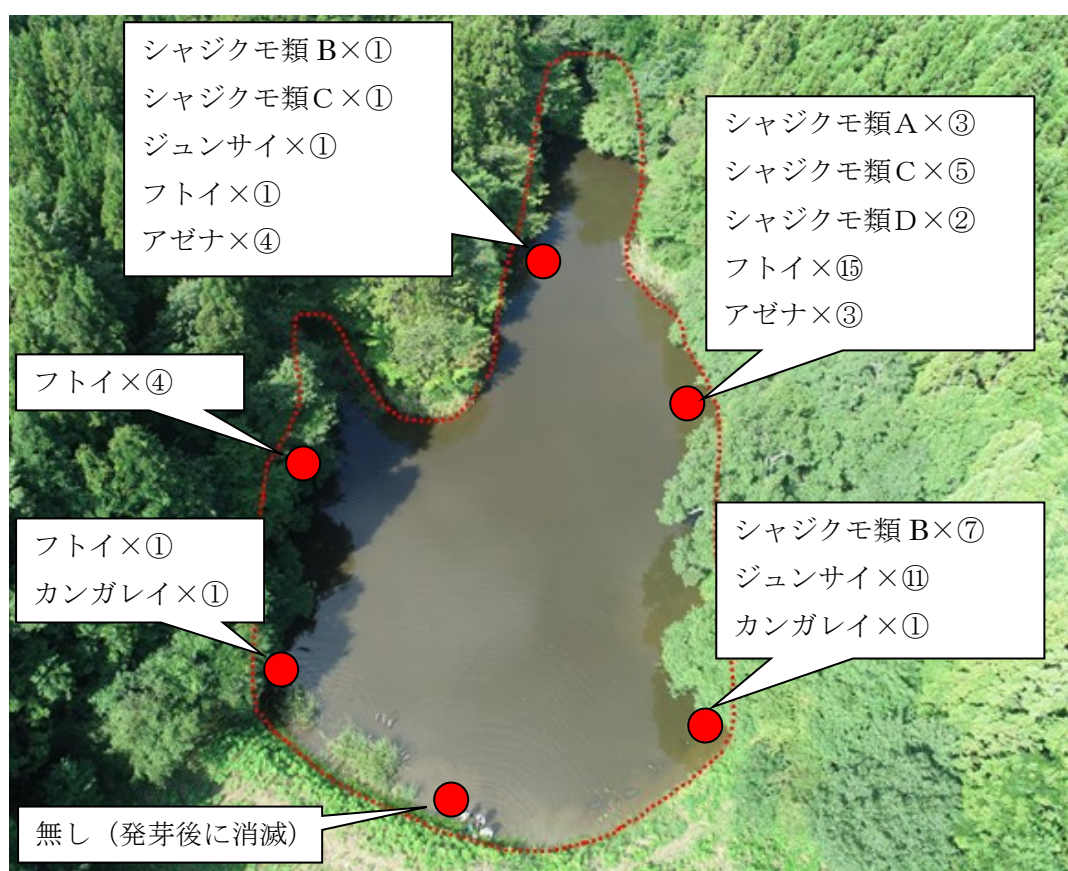 シャジクモ類 B×①
シャジクモ類C×①
ジュンサイ×①
フトイ×①
アゼナ×④
シャジクモ類A×③
シャジクモ類C×⑤
シャジクモ類D×②
フトイ×⑮
アゼナ×③
フトイ×④
フトイ×①
カンガレイ×①
シャジクモ類 B×⑦
ジュンサイ×⑪
カンガレイ×①
無し（発芽後に消滅）